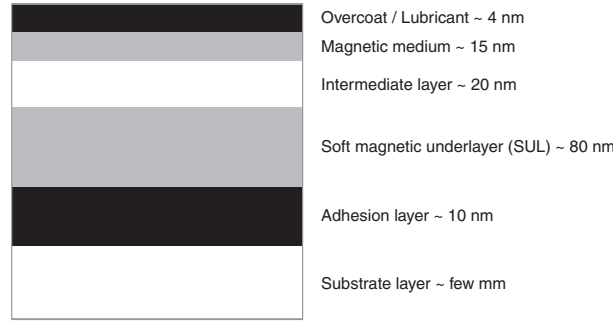 Overcoat / Lubricant ~ 4 nm
Magnetic medium ~ 15 nm
Intermediate layer ~ 20 nm
Soft magnetic underlayer (SUL) ~ 80 nm
Adhesion layer ~ 10 nm
Substrate layer ~ few mm